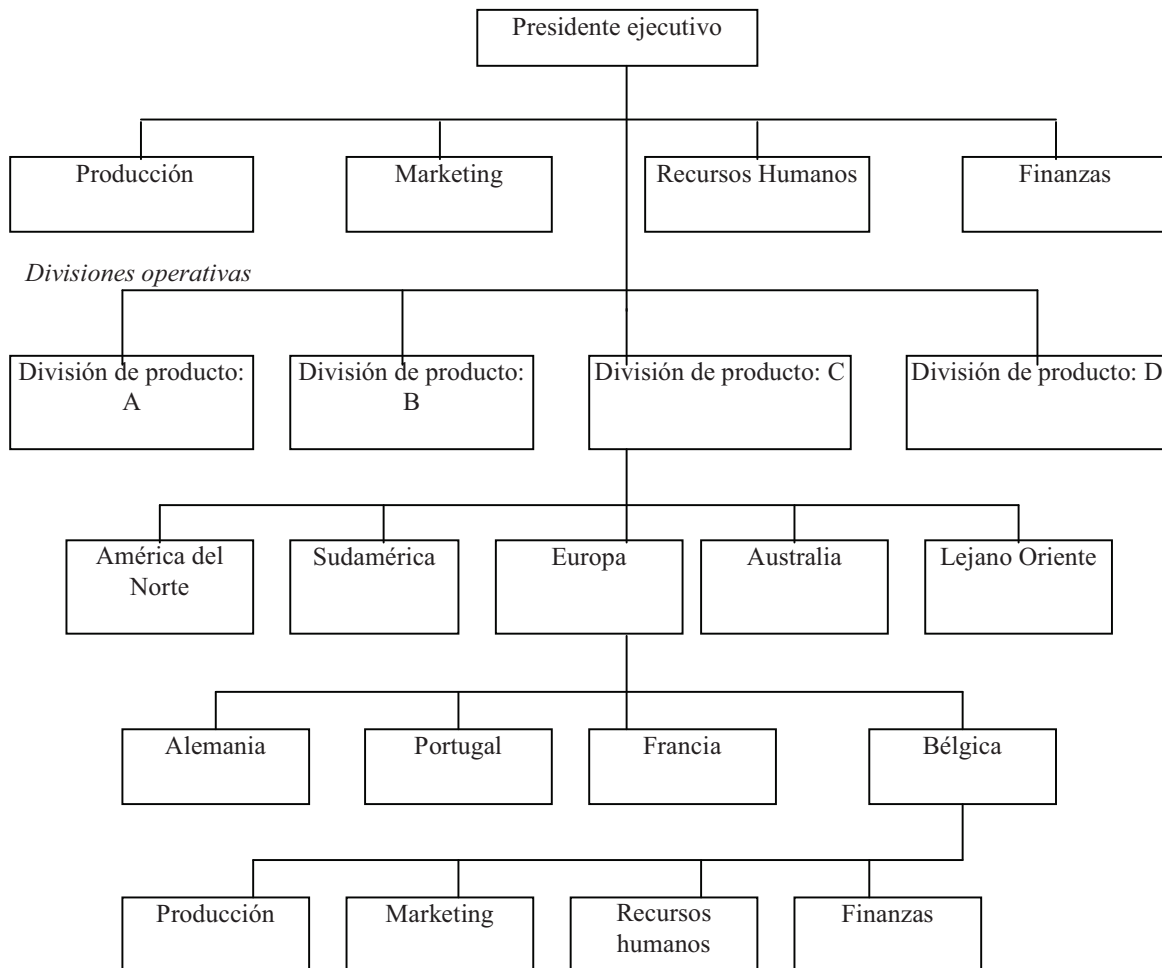 Presidente ejecutivo
Producción
Marketing
Recursos Humanos
Finanzas
Divisiones operativas
División de producto:
A
División de producto:
B
División de producto: C
División de producto: D
América del
Norte
Sudamérica
Europa
Australia
Lejano Oriente
Alemania
Portugal
Francia
Bélgica
Producción
Marketing
Recursos
humanos
Finanzas